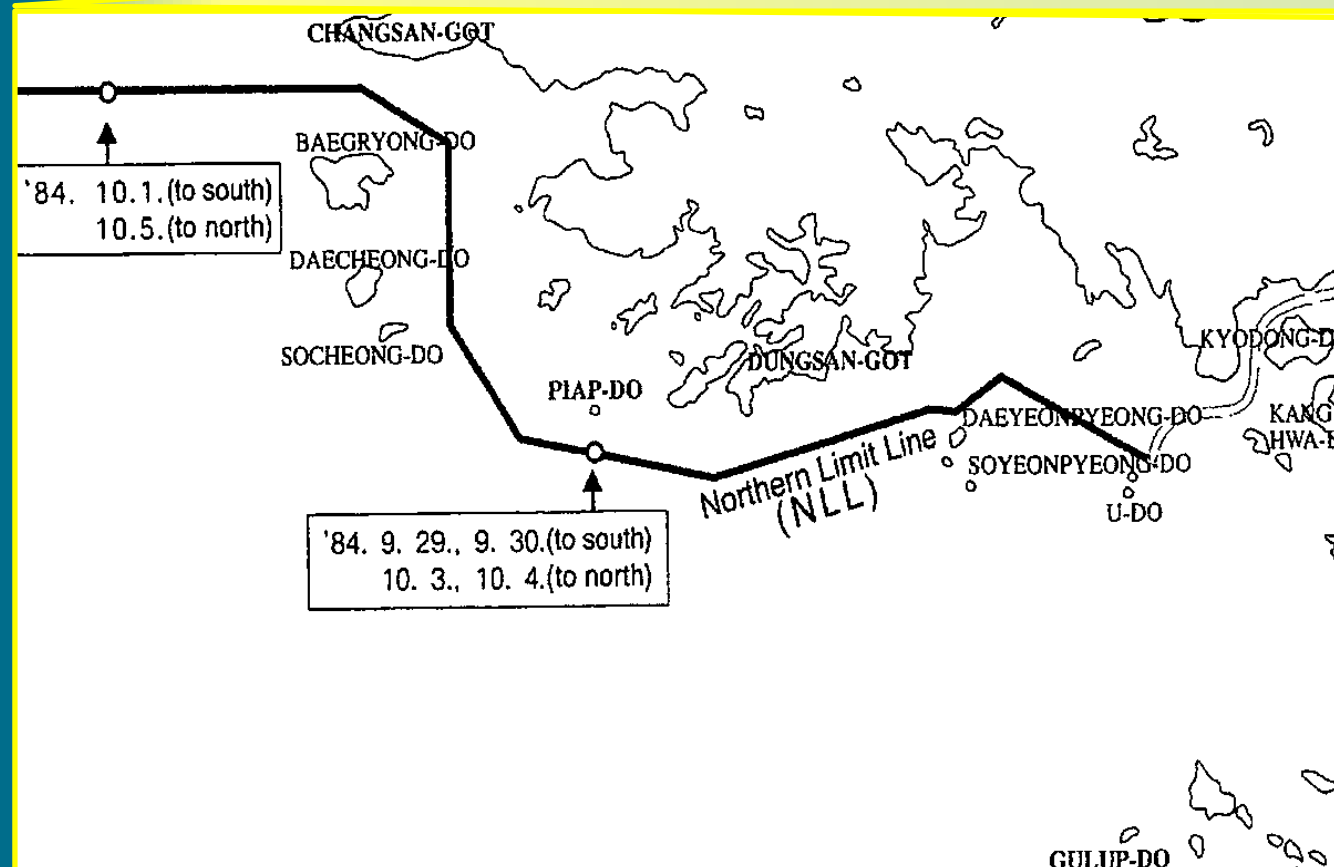 CHANGSAN-GOT
BAEGRYONG-DO
'84. 10.1.(to south)
10.5.(to north)
DAECHEONG-DO
SOCHEONG-DO
PIAP-DO
DUNGSAN-GOT
KYODONG-D
DAEYEONPYEONG-DO
KANG
HWA-
SOYEONPYEONG-DO
U-DO
Northern Limit Line
(NLL)
'84. 9. 29., 9. 30.(to south)
10. 3., 10. 4.(to north)
GULUP-DO